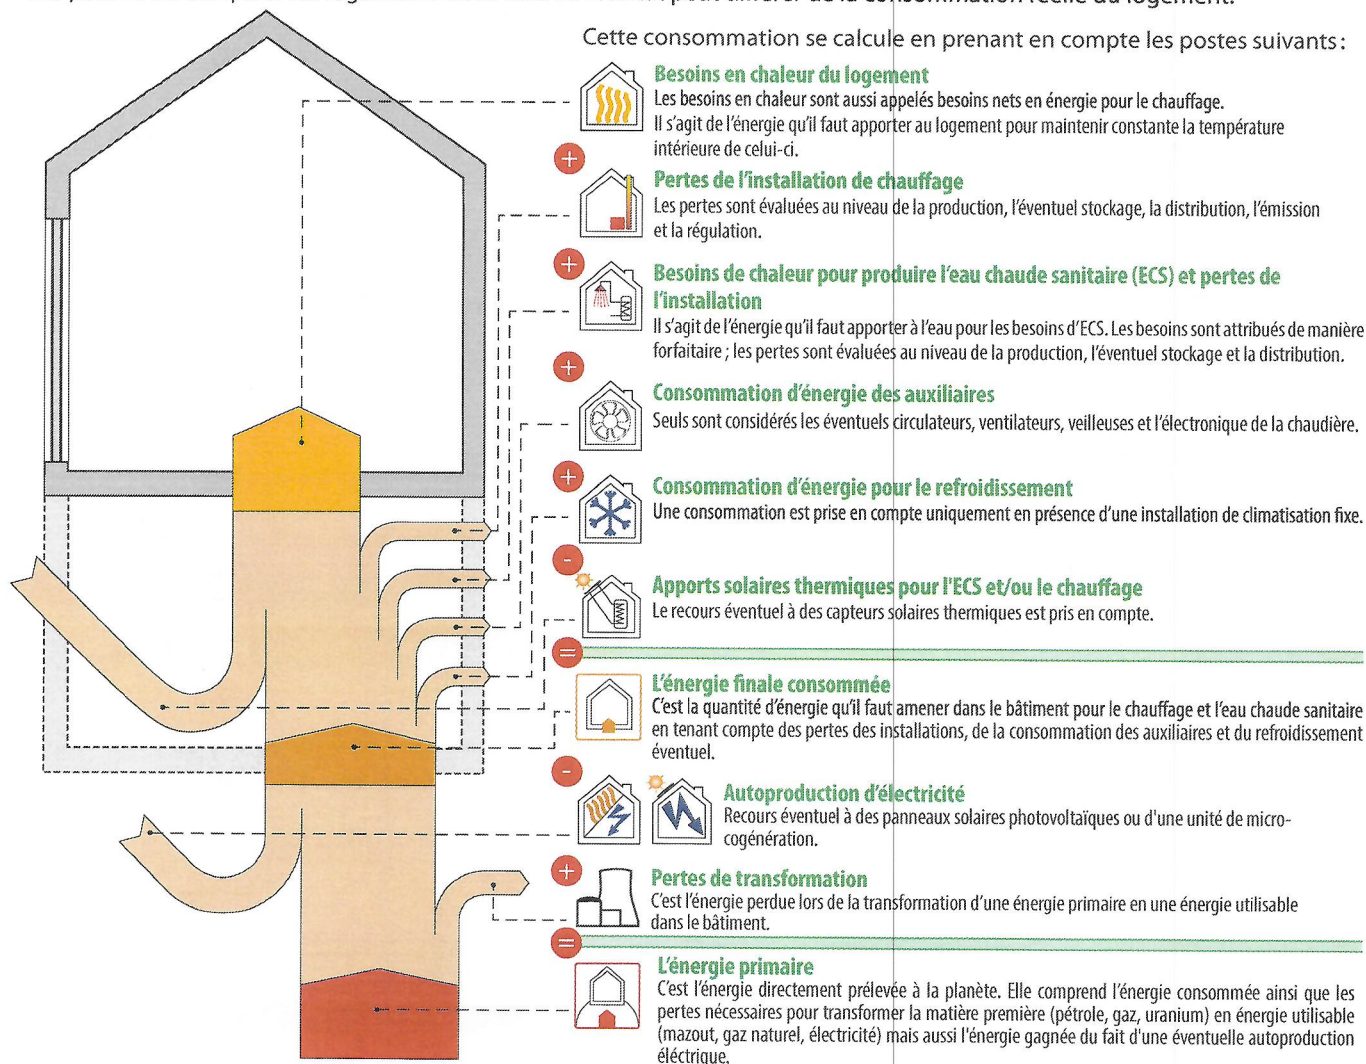 peut différer de la consommation réelle du logement.
Cette consommation se calcule en prenant en compte les postes suivants :
Besoins en chaleur du logement
Les besoins en chaleur sont aussi appelés besoins nets en énergie pour le chauffage.
Il s'agit de l'énergie qu'il faut apporter au logement pour maintenir constante la température
intérieure de celui-ci.
+
Pertes de l'installation de chauffage
Les pertes sont évaluées au niveau de la production, l'éventuel stockage, la distribution, l'émission
et la régulation.
+
Besoins de chaleur pour produire l'eau chaude sanitaire (ECS) et pertes de
l'installation
Il s'agit de l'énergie qu'il faut apporter à l'eau pour les besoins d'ECS. Les besoins sont attribués de manière
forfaitaire ; les pertes sont évaluées au niveau de la production, l'éventuel stockage et la distribution.
+
Consommation d'énergie des auxiliaires
Seuls sont considérés les éventuels circulateurs, ventilateurs, veilleuses et l'électronique de la chaudière.
+
Consommation d'énergie pour le refroidissement
Une consommation est prise en compte uniquement en présence d'une installation de climatisation fixe.
-
Apports solaires thermiques pour l'ECS et/ou le chauffage
Le recours éventuel à des capteurs solaires thermiques est pris en compte.
=
L'énergie finale consommée
C'est la quantité d'énergie qu'il faut amener dans le bâtiment pour le chauffage et l'eau chaude sanitaire
en tenant compte des pertes des installations, de la consommation des auxiliaires et du refroidissement
éventuel.
-
Autoproduction d'électricité
Recours éventuel à des panneaux solaires photovoltaïques ou d'une unité de micro-
cogénération.
+
Pertes de transformation
C'est l'énergie perdue lors de la transformation d'une énergie primaire en une énergie utilisable
dans le bâtiment.
=
L'énergie primaire
C'est l'énergie directement prélevée à la planète. Elle comprend l'énergie consommée ainsi que les
pertes nécessaires pour transformer la matière première (pétrole, gaz, uranium) en énergie utilisable
(mazout, gaz naturel, électricité) mais aussi l'énergie gagnée du fait d'une éventuelle autoproduction
éléctrique.